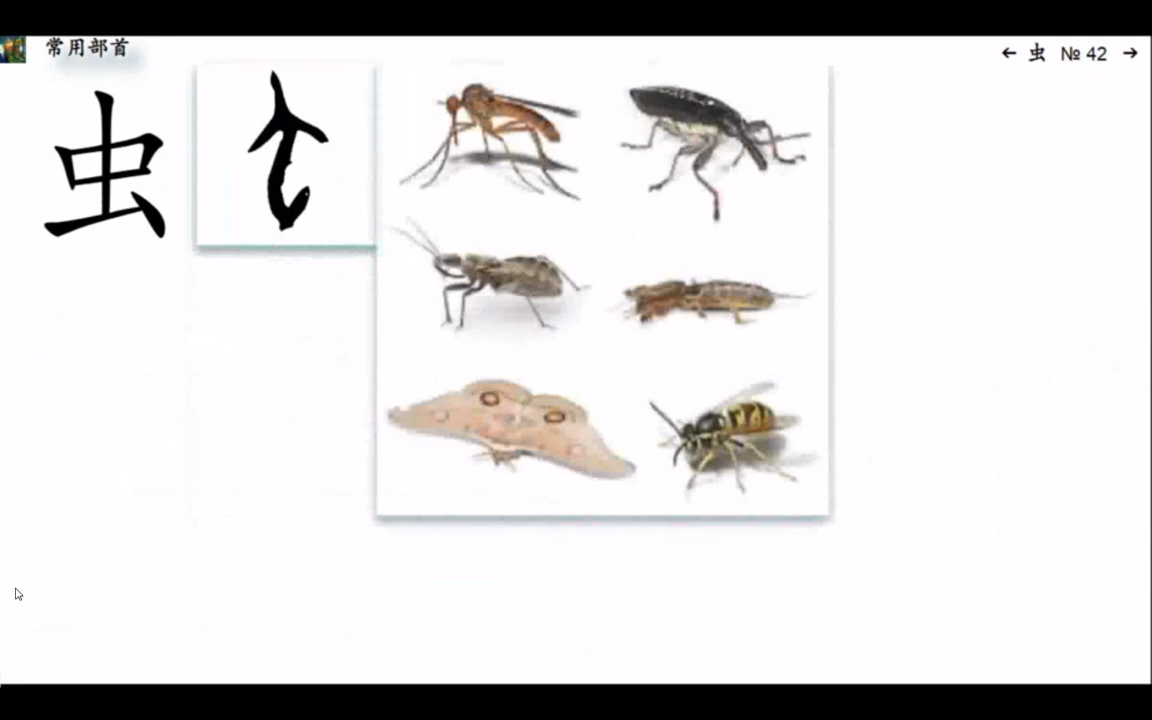 常用部首
← 虫 № 42 →
虫